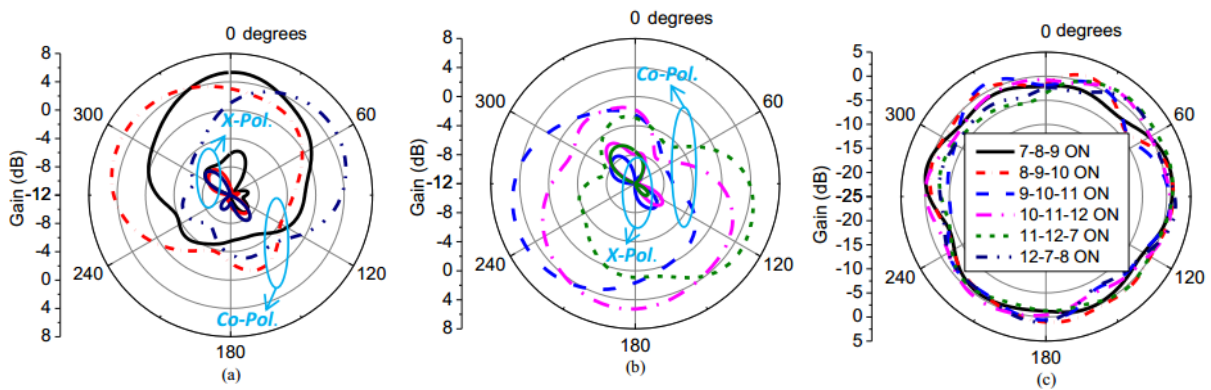 0 degrees
8
4
0
-4
-8
-12
-8
-4
0
4
8
Gain (dB)
300
60
240
120
180
X-Pol.
Co-Pol.
(a)
0 degrees
8
4
0
-4
-8
-12
-8
-4
0
4
8
Gain (dB)
300
60
240
120
180
Co-Pol.
X-Pol.
(b)
0 degrees
5
0
-5
-10
-15
-20
-25
-20
-15
-10
-5
0
5
Gain (dB)
300
60
240
120
180
7-8-9 ON
8-9-10 ON
9-10-11 ON
10-11-12 ON
11-12-7 ON
12-7-8 ON
(c)